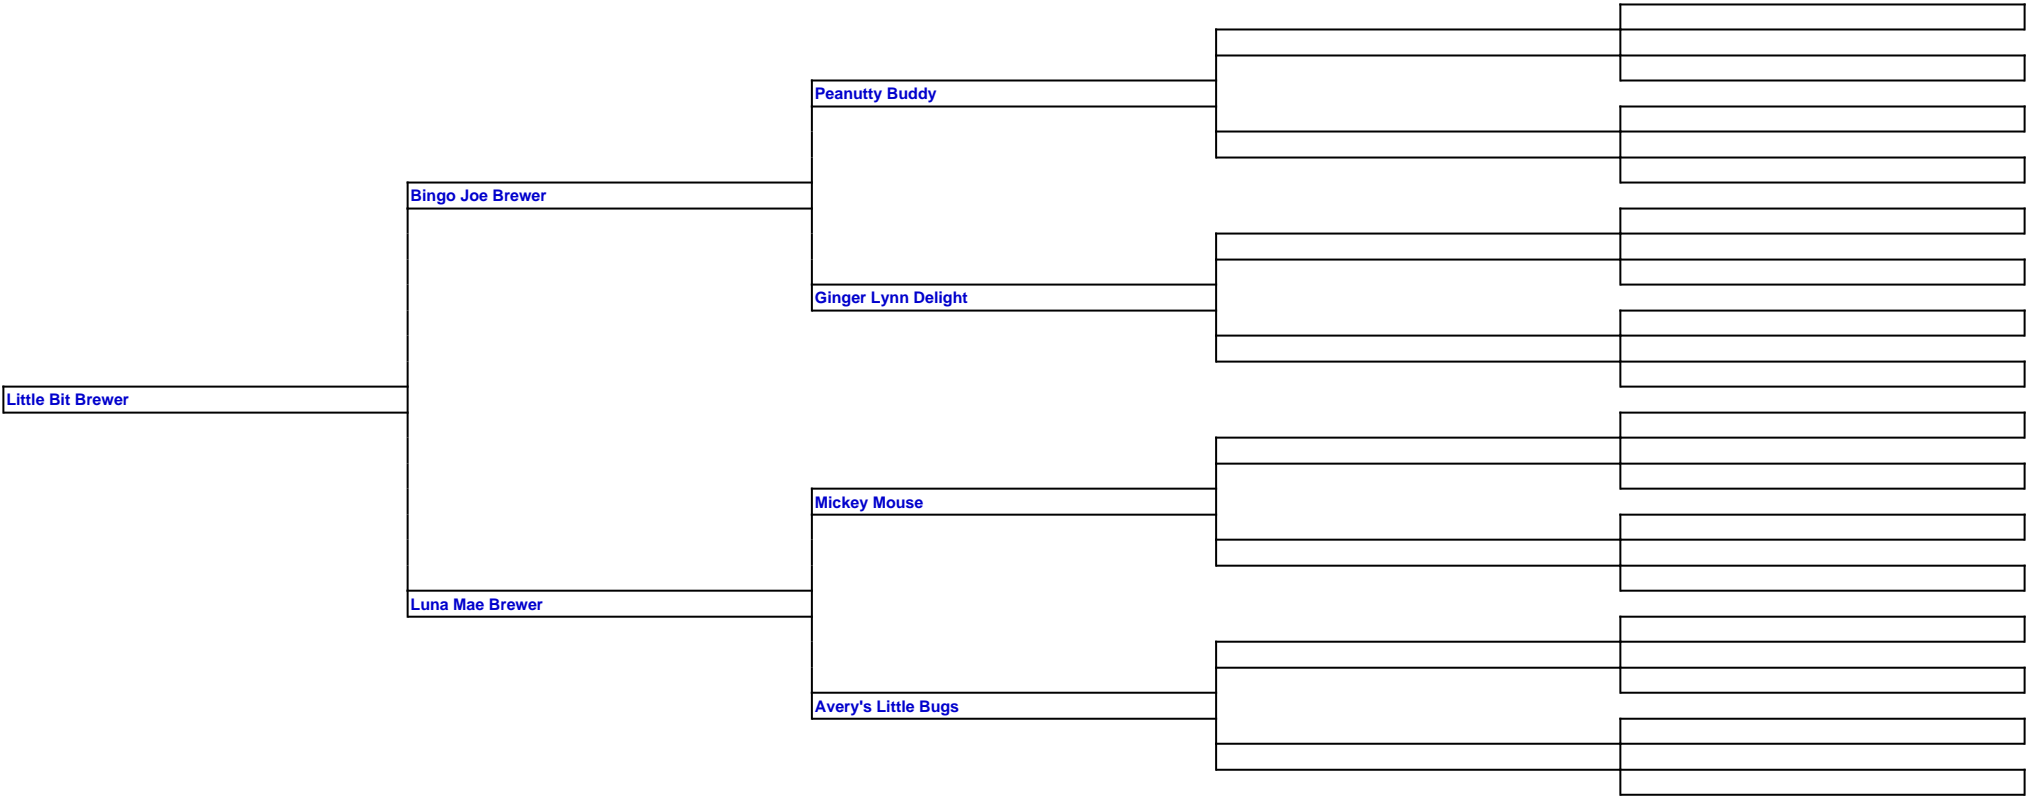 Peanutty Buddy
Bingo Joe Brewer
Ginger Lynn Delight
Little Bit Brewer
Mickey Mouse
Luna Mae Brewer
Avery's Little Bugs